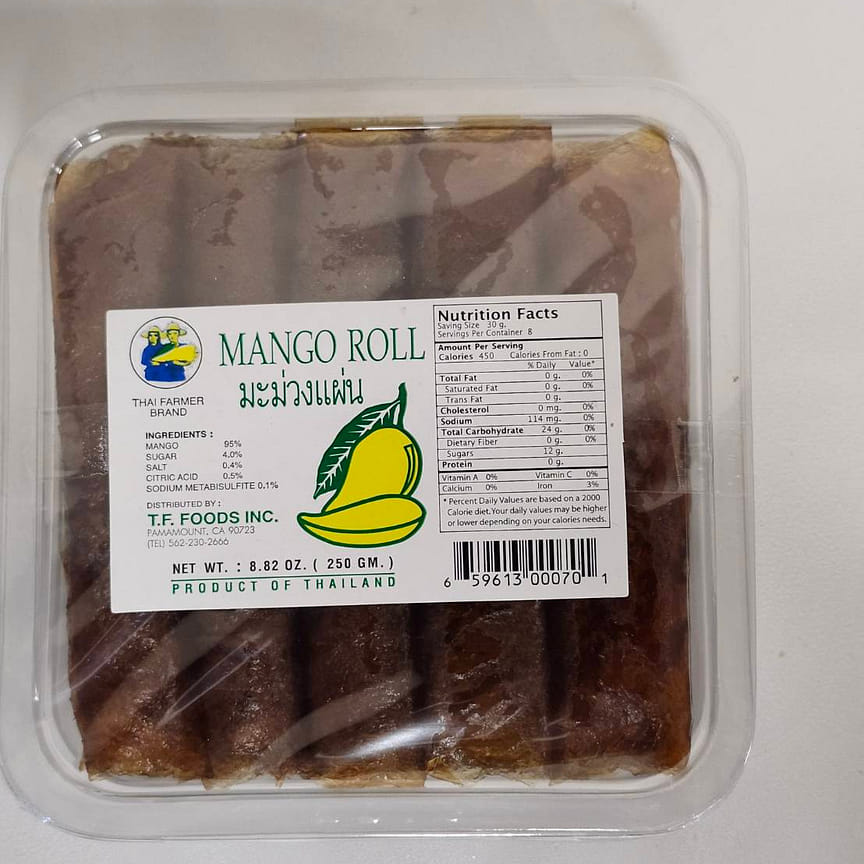 THAI FARMER
BRAND
MANGO ROLL
มะม่วงแผ่น
INGREDIENTS :
MANGO 95%
SUGAR 4.0%
SALT 0.4%
CITRIC ACID 0.5%
SODIUM METABISULFITE 0.1%
DISTRIBUTED BY :
T.F. FOODS INC.
PAMAMOUNT, CA 90723
(TEL) 562-230-2666
NET WT. : 8.82 OZ. ( 250 GM. )
PRODUCT OF THAILAND
Nutrition Facts
Saving Size 30 g.
Servings Per Container 8
Amount Per Serving
Calories 450 Calories From Fat : 0
% Daily Value*
Total Fat 0 g. 0%
Saturated Fat 0 g. 0%
Trans Fat 0 g.
Cholesterol 0 mg. 0%
Sodium 114 mg. 0%
Total Carbohydrate 24 g. 0%
Dietary Fiber 0 g. 0%
Sugars 12 g.
Protein 0 g.
Vitamin A 0% Vitamin C 0%
Calcium 0% Iron 3%
* Percent Daily Values are based on a 2000
Calorie diet. Your daily values may be higher
or lower depending on your calories needs.
6 59613 00070 1